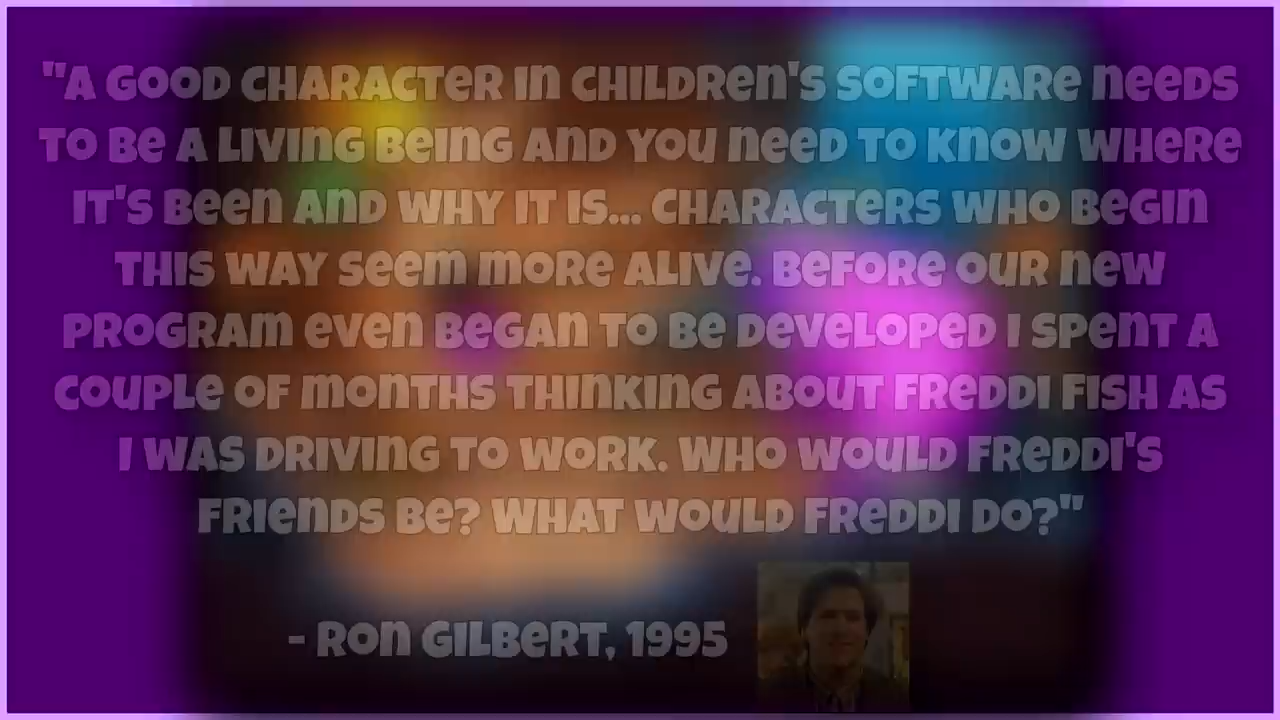 "A GOOD CHARACTER IN CHILDREN'S SOFTWARE NEEDS
TO BE A LIVING BEING AND YOU NEED TO KNOW WHERE
IT'S BEEN AND WHY IT IS... CHARACTERS WHO BEGIN
THIS WAY SEEM MORE ALIVE. BEFORE OUR NEW
PROGRAM EVEN BEGAN TO BE DEVELOPED I SPENT A
COUPLE OF MONTHS THINKING ABOUT FREDDI FISH AS
I WAS DRIVING TO WORK. WHO WOULD FREDDI'S
FRIENDS BE? WHAT WOULD FREDDI DO?"
- RON GILBERT, 1995